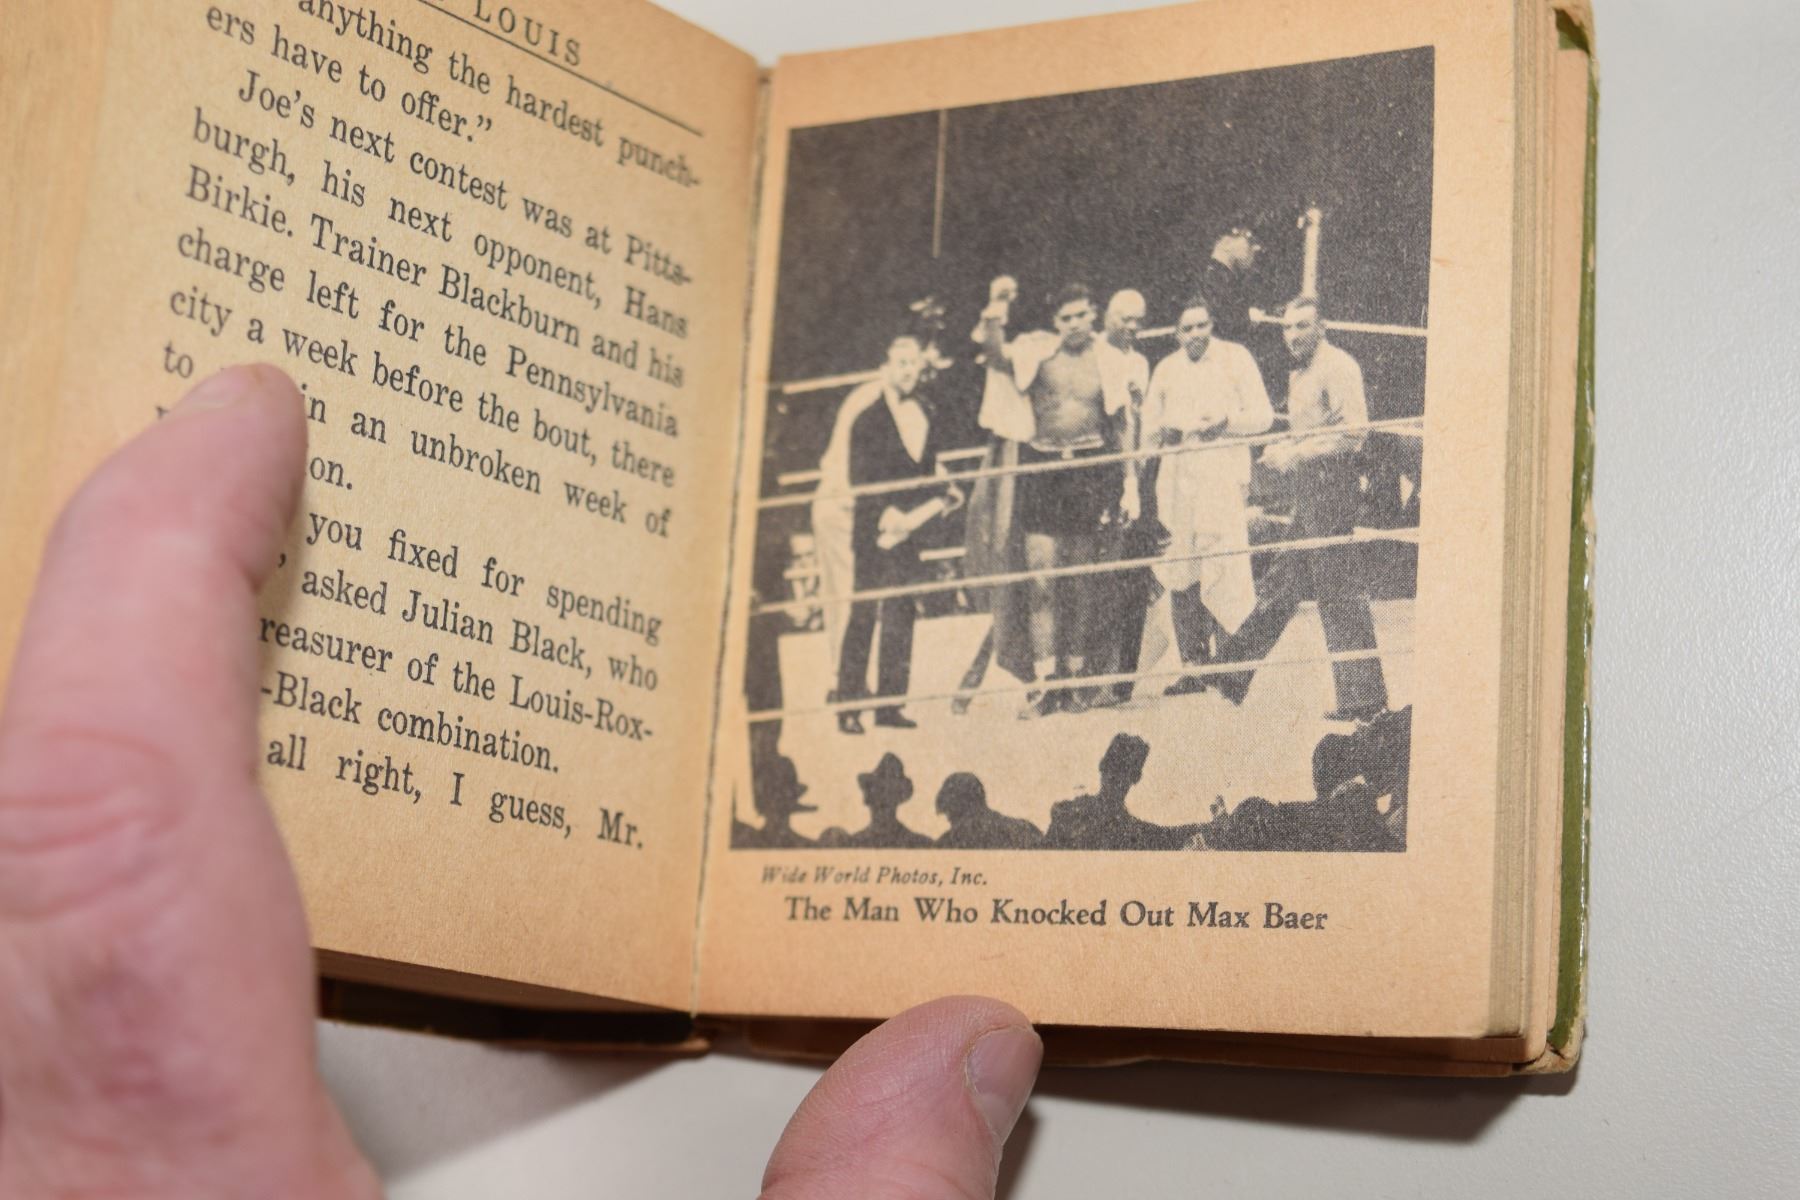 LOUIS
anything the hardest punch-
ers have to offer.”
Joe’s next contest was at Pitts-
burgh, his next opponent, Hans
Birkie. Trainer Blackburn and his
charge left for the Pennsylvania
city a week before the bout, there
to in an unbroken week of
on.
you fixed for spending
asked Julian Black, who
reasurer of the Louis-Rox-
-Black combination.
all right, I guess, Mr.
Wide World Photos, Inc.
The Man Who Knocked Out Max Baer